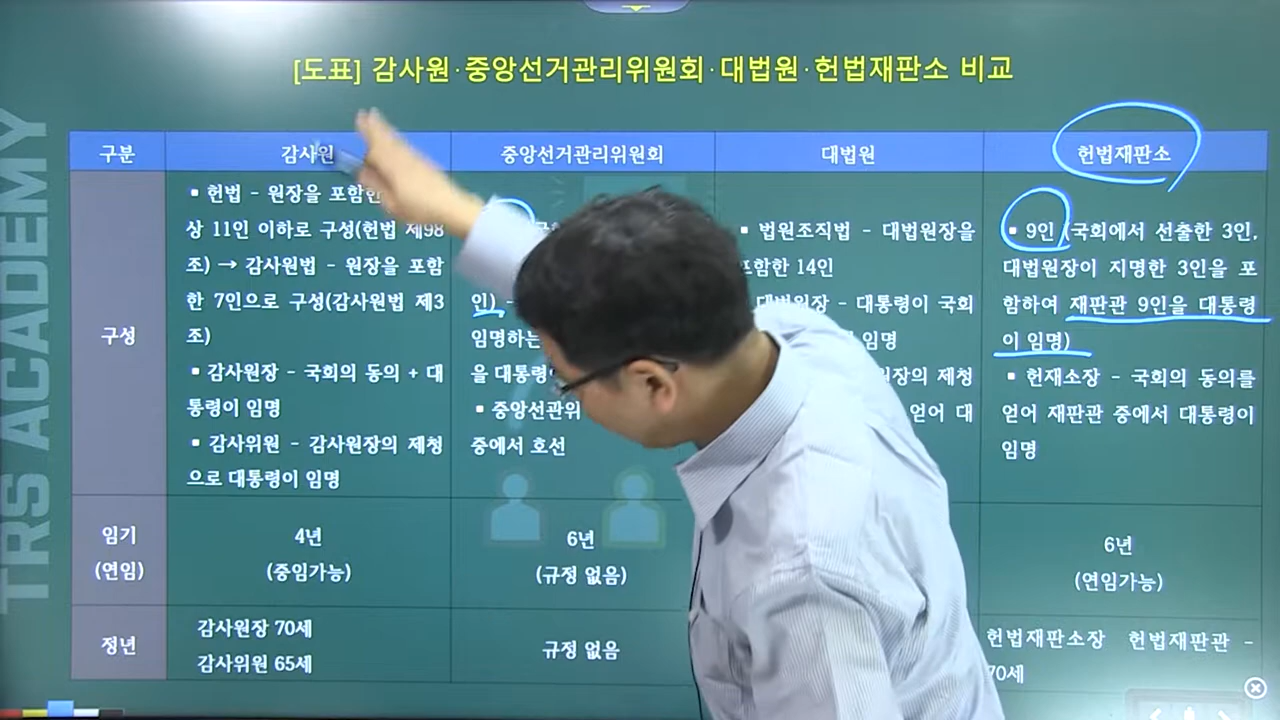 [도표] 감사원·중앙선거관리위원회·대법원·헌법재판소 비교
TRS ACADEMY
구분
감사원
중앙선거관리위원회
대법원
헌법재판소
구성
▪ 헌법 - 원장을 포함한
상 11인 이하로 구성(헌법 제98
조) → 감사원법 - 원장을 포함
한 7인으로 구성(감사원법 제3
조)
▪ 감사원장 - 국회의 동의 + 대
통령이 임명
▪ 감사위원 - 감사원장의 제청
으로 대통령이 임명
인) -
임명하는
을 대통령
▪ 중앙선관위
중에서 호선
▪ 법원조직법 - 대법원장을
포함한 14인
대법원장 - 대통령이 국회
임명
원장의 제청
얻어 대
▪ 9인 (국회에서 선출한 3인,
대법원장이 지명한 3인을 포
함하여 재판관 9인을 대통령
이 임명)
▪ 헌재소장 - 국회의 동의를
얻어 재판관 중에서 대통령이
임명
임기
(연임)
4년
(중임가능)
6년
(규정 없음)
6년
(연임가능)
정년
감사원장 70세
감사위원 65세
규정 없음
헌법재판소장 헌법재판관 -
70세